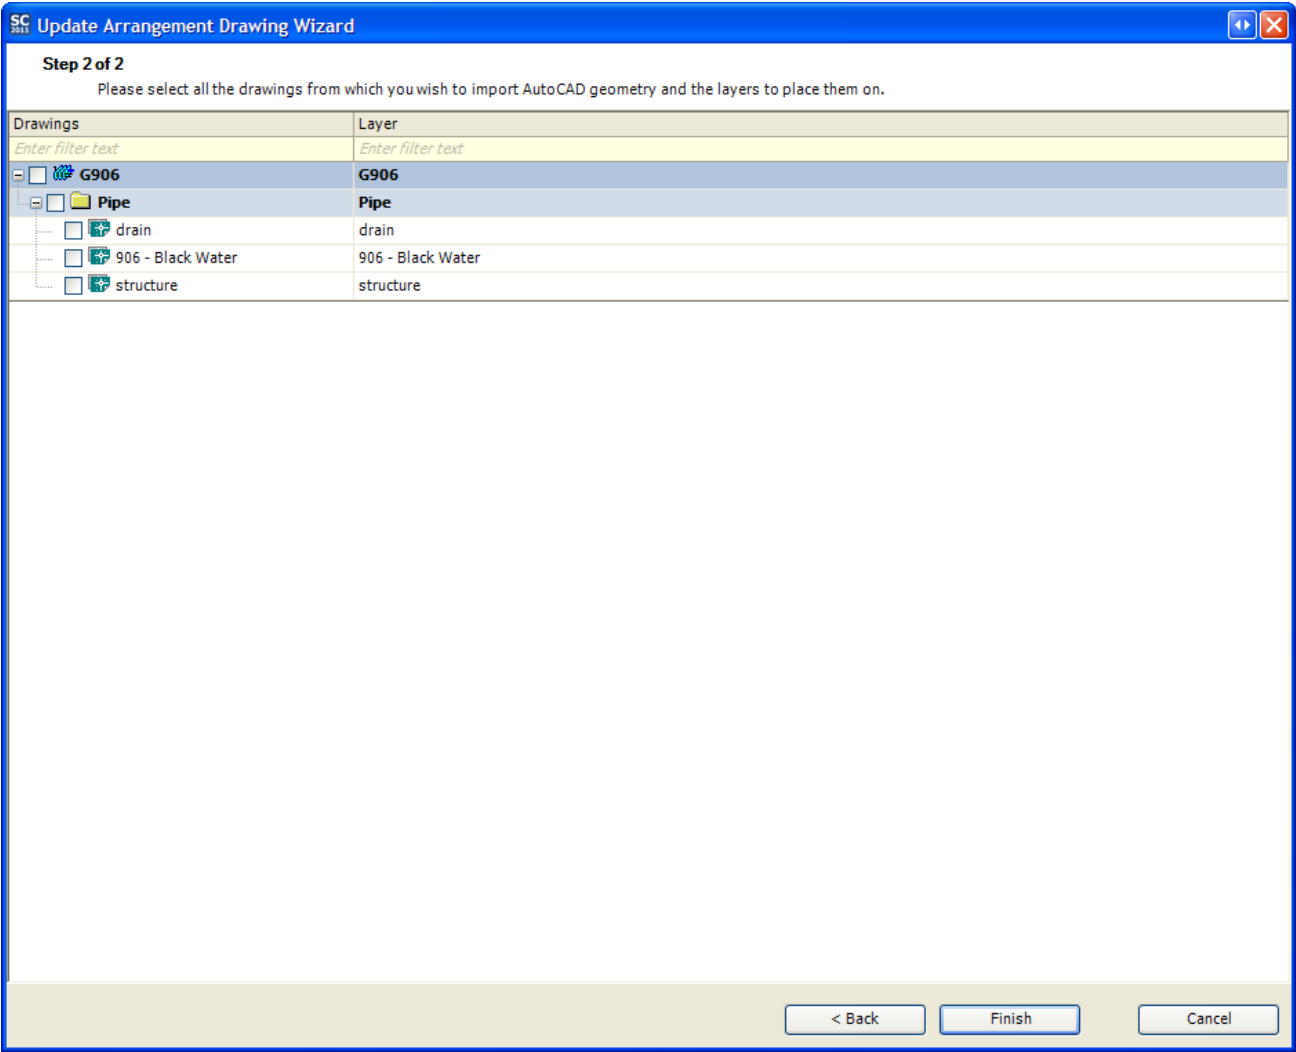 SC 2011 Update Arrangement Drawing Wizard
Step 2 of 2
Please select all the drawings from which you wish to import AutoCAD geometry and the layers to place them on.
Drawings Layer
Enter filter text Enter filter text
G906 G906
Pipe Pipe
drain drain
906 - Black Water 906 - Black Water
structure structure
< Back Finish Cancel